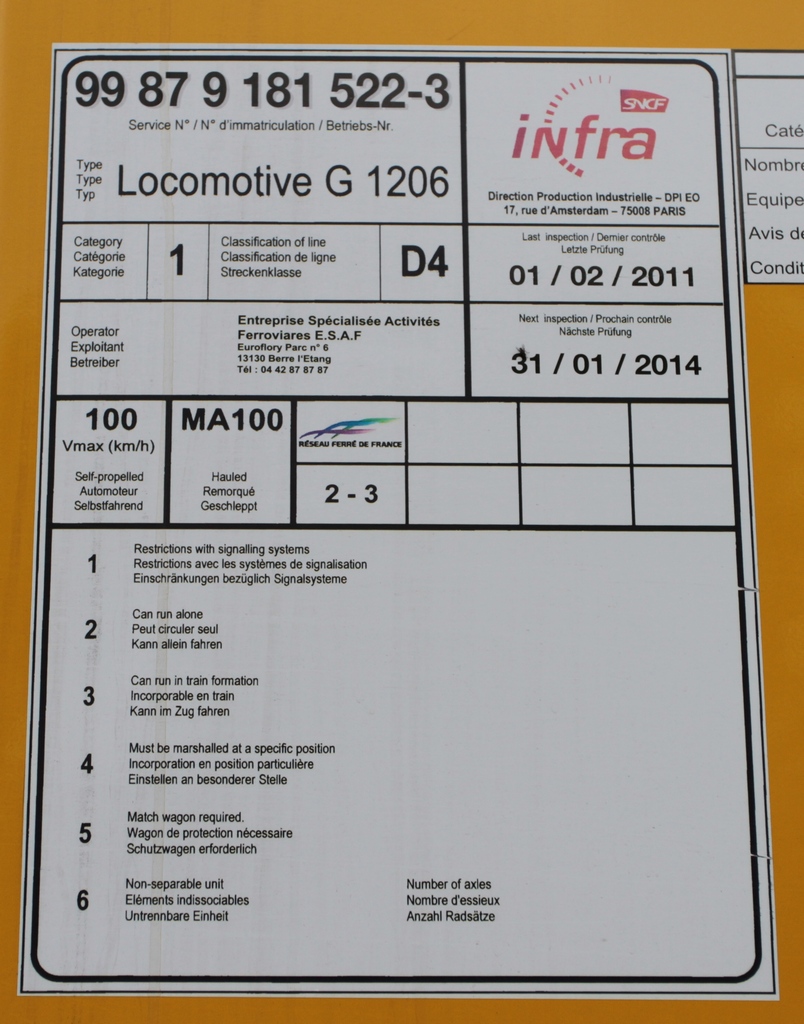 99 87 9 181 522-3
Service N° / N° d'immatriculation / Betriebs-Nr.
Type
Type
Typ
Locomotive G 1206
SNCF
infra
Direction Production Industrielle – DPI EO
17, rue d'Amsterdam – 75008 PARIS
Category
Catégorie
Kategorie
1
Classification of line
Classification de ligne
Streckenklasse
D4
Last inspection / Dernier contrôle
Letzte Prüfung
01 / 02 / 2011
Operator
Exploitant
Betreiber
Entreprise Spécialisée Activités
Ferroviares E.S.A.F
Euroflory Parc n° 6
13130 Berre l'Etang
Tél : 04 42 87 87 87
Next inspection / Prochain contrôle
Nächste Prüfung
31 / 01 / 2014
100
Vmax (km/h)
Self-propelled
Automoteur
Selbstfahrend
MA100
Hauled
Remorqué
Geschleppt
RÉSEAU FERRÉ DE FRANCE
2 - 3
1
Restrictions with signalling systems
Restrictions avec les systèmes de signalisation
Einschränkungen bezüglich Signalsysteme
2
Can run alone
Peut circuler seul
Kann allein fahren
3
Can run in train formation
Incorporable en train
Kann im Zug fahren
4
Must be marshalled at a specific position
Incorporation en position particulière
Einstellen an besonderer Stelle
5
Match wagon required.
Wagon de protection nécessaire
Schutzwagen erforderlich
6
Non-separable unit
Eléments indissociables
Untrennbare Einheit
Number of axles
Nombre d'essieux
Anzahl Radsätze
Caté
Nombre
Equipe
Avis de
Condit